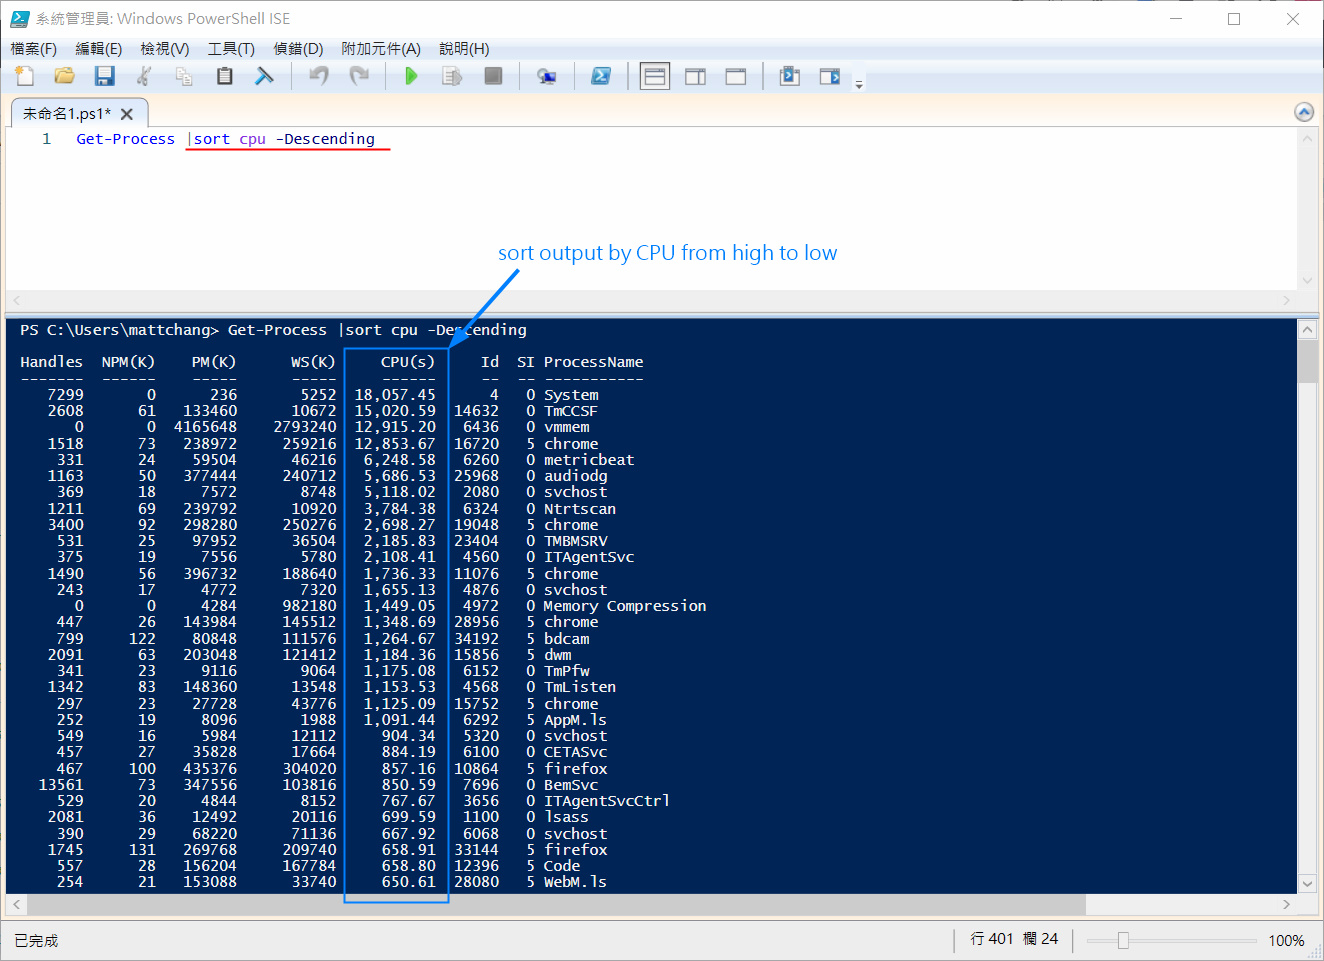 系統管理員: Windows PowerShell ISE
檔案(F) 編輯(E) 檢視(V) 工具(T) 偵錯(D) 附加元件(A) 說明(H)
未命名1.ps1*
1 Get-Process |sort cpu -Descending
sort output by CPU from high to low
PS C:\Users\mattchang> Get-Process |sort cpu -Descending
Handles NPM(K) PM(K) WS(K) CPU(s) Id SI ProcessName
------- ------ ----- ----- ------ -- -- -----------
7299 0 236 5252 18,057.45 4 0 System
2608 61 133460 10672 15,020.59 14632 0 TmCCSF
0 0 4165648 2793240 12,915.20 6436 0 vmmem
1518 73 238972 259216 12,853.67 16720 5 chrome
331 24 59504 46216 6,248.58 6260 0 metricbeat
1163 50 377444 240712 5,686.53 25968 0 audiodg
369 18 7572 8748 5,118.02 2080 0 svchost
1211 69 239792 10920 3,784.38 6324 0 Ntrtscan
3400 92 298280 250276 2,698.27 19048 5 chrome
531 25 97952 36504 2,185.83 23404 0 TMBMSRV
375 19 7556 5780 2,108.41 4560 0 ITAgentSvc
1490 56 396732 188640 1,736.33 11076 5 chrome
243 17 4772 7320 1,655.13 4876 0 svchost
0 0 4284 982180 1,449.05 4972 0 Memory Compression
447 26 143984 145512 1,348.69 28956 5 chrome
799 122 80848 111576 1,264.67 34192 5 bdcam
2091 63 203048 121412 1,184.36 15856 5 dwm
341 23 9116 9064 1,175.08 6152 0 TmPfw
1342 83 148360 13548 1,153.53 4568 0 TmListen
297 23 27728 43776 1,125.09 15752 5 chrome
252 19 8096 1988 1,091.44 6292 5 AppM.ls
549 16 5984 12112 904.34 5320 0 svchost
457 27 35828 17664 884.19 6100 0 CETASvc
467 100 435376 304020 857.16 10864 5 firefox
13561 73 347556 103816 850.59 7696 0 BemSvc
529 20 4844 8152 767.67 3656 0 ITAgentSvcCtrl
2081 36 12492 20116 699.59 1100 0 lsass
390 29 68220 71136 667.92 6068 0 svchost
1745 131 269768 209740 658.91 33144 5 firefox
557 28 156204 167784 658.80 12396 5 Code
254 21 153088 33740 650.61 28080 5 WebM.ls
已完成 行 401 欄 24 100%